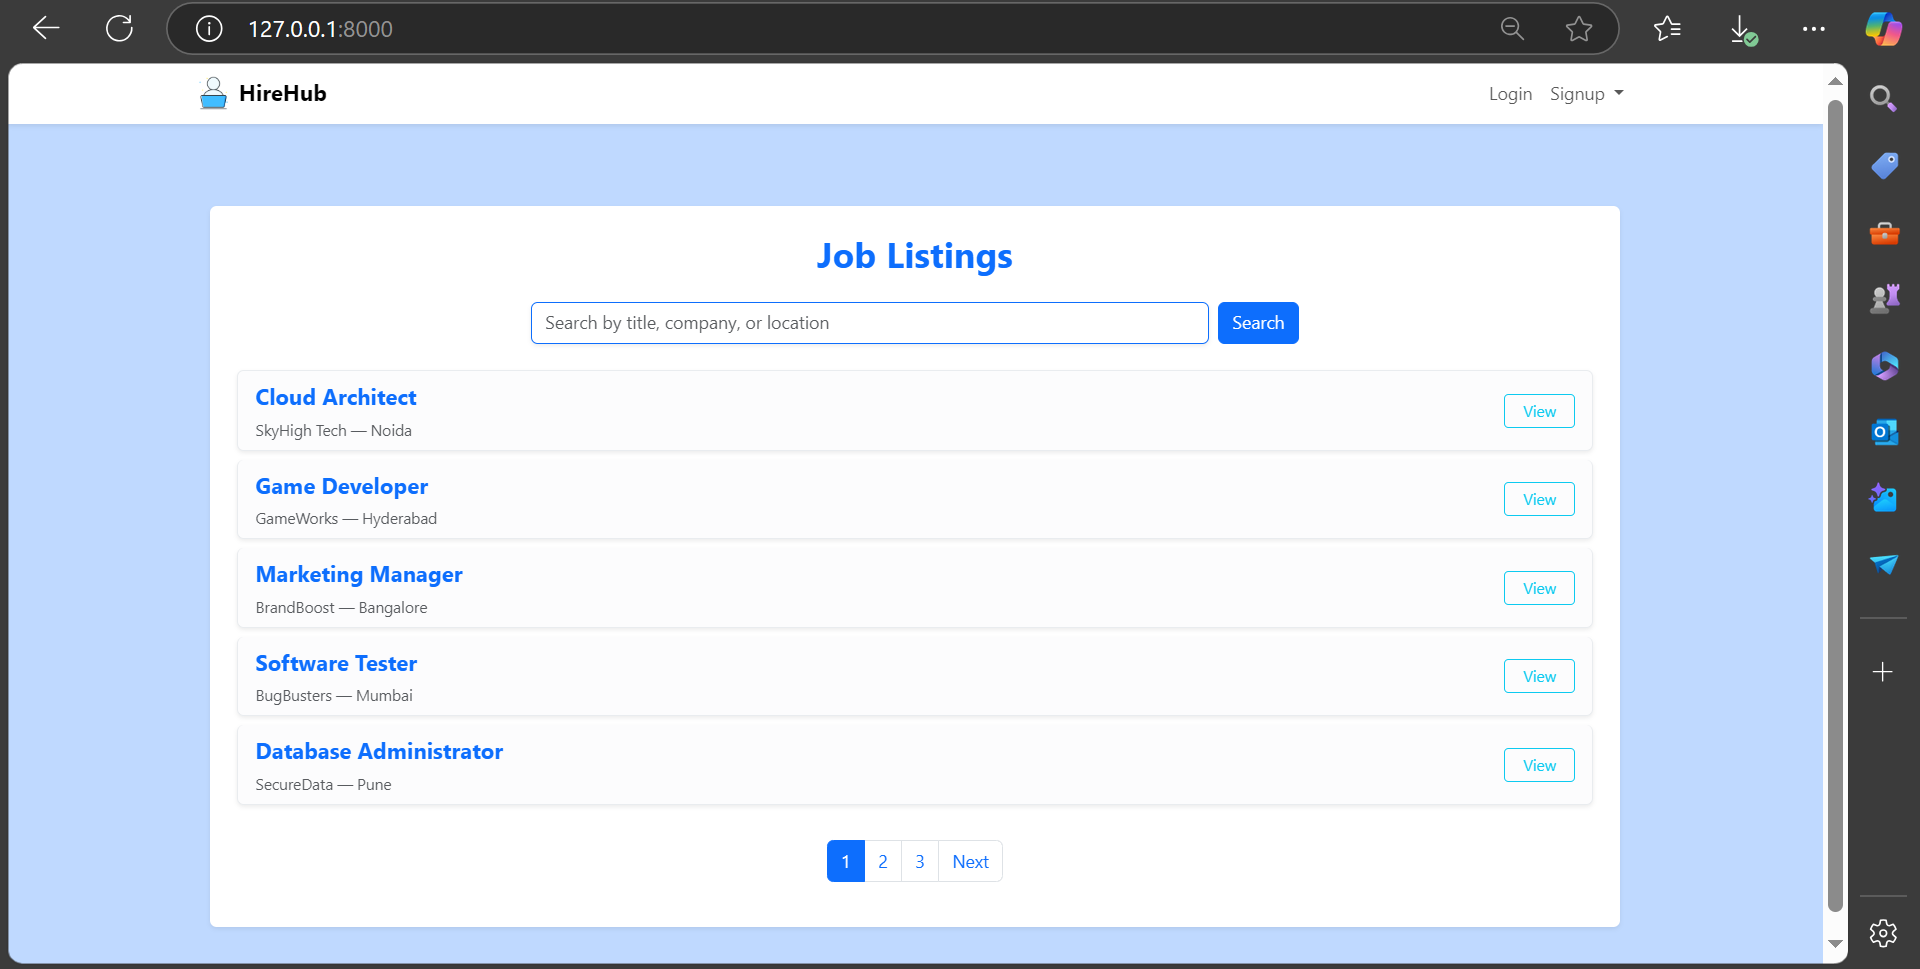 127.0.0.1:8000
HireHub
Login Signup
Job Listings
Search by title, company, or location Search
Cloud Architect
SkyHigh Tech — Noida
View
Game Developer
GameWorks — Hyderabad
View
Marketing Manager
BrandBoost — Bangalore
View
Software Tester
BugBusters — Mumbai
View
Database Administrator
SecureData — Pune
View
1 2 3 Next